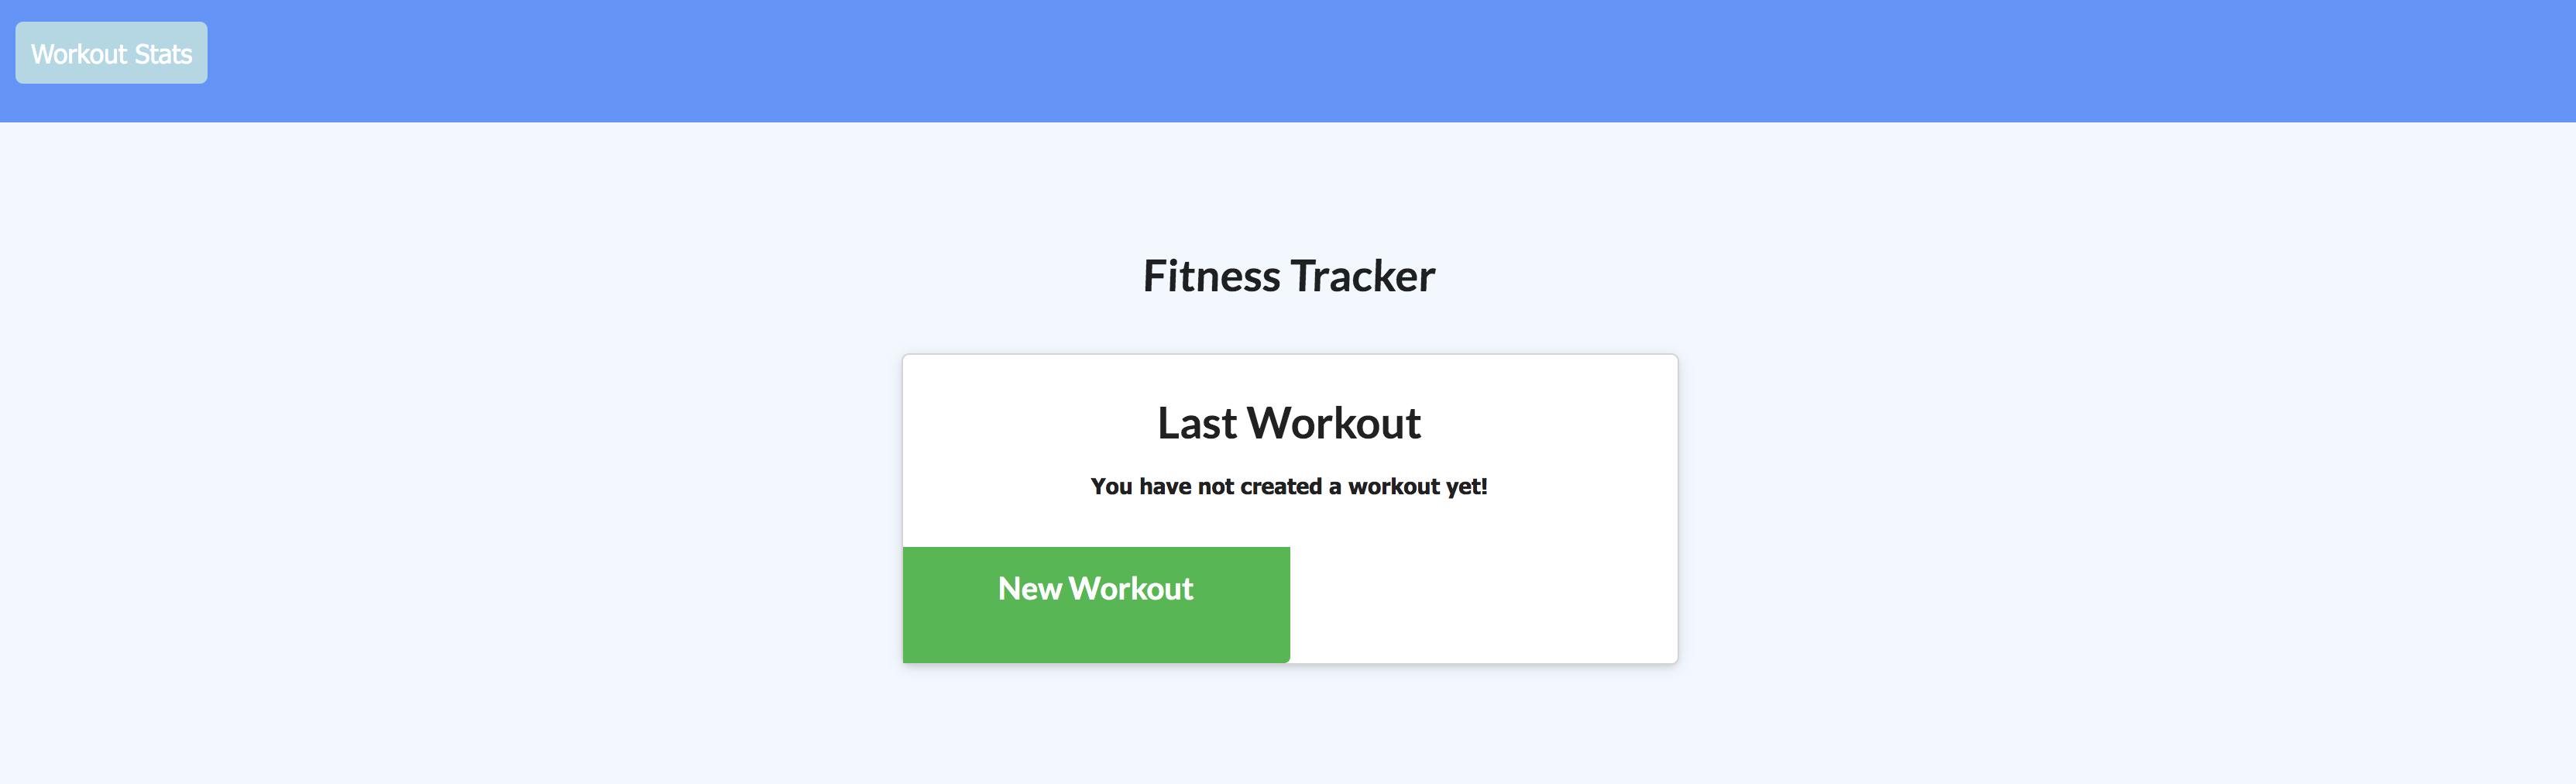 Workout Stats
Fitness Tracker
Last Workout
You have not created a workout yet!
New Workout